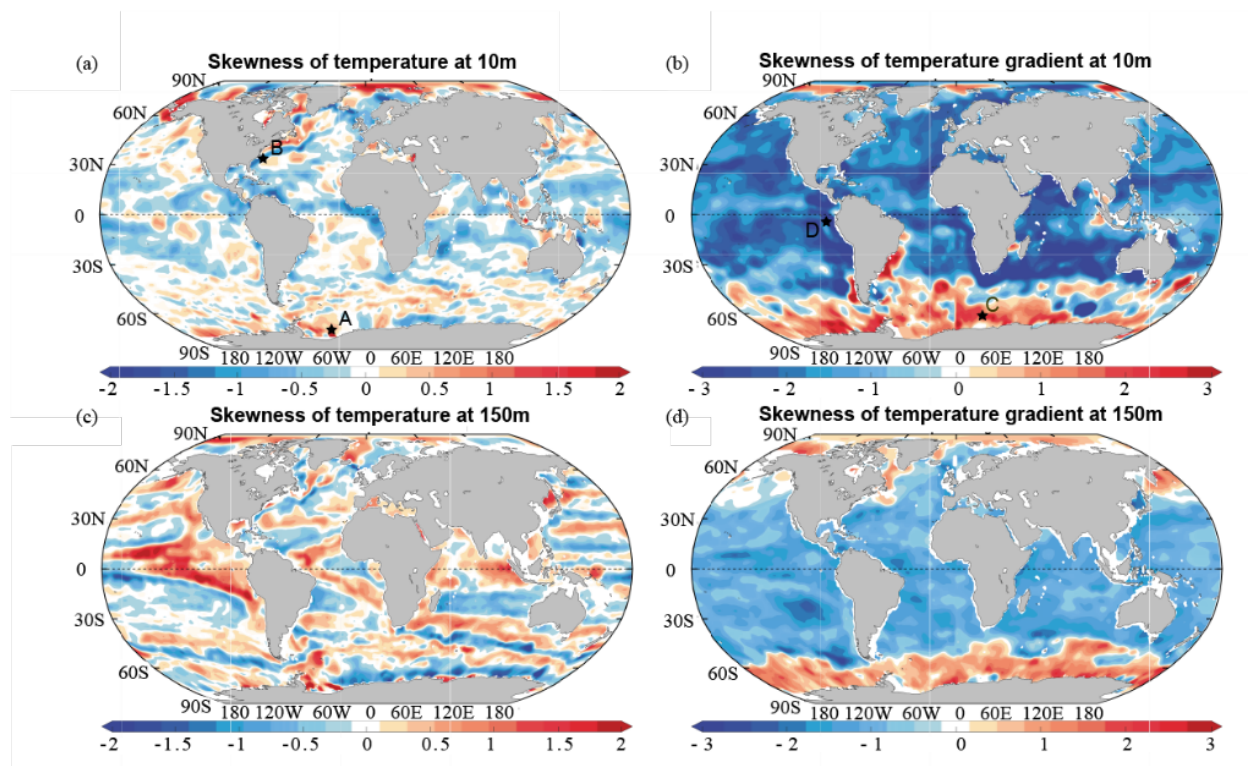 (a) Skewness of temperature at 10m
90N
60N
30N
0
30S
60S
90S
B
A
180 120W 60W 0 60E 120E 180
-2 -1.5 -1 -0.5 0 0.5 1 1.5 2
(b) Skewness of temperature gradient at 10m
90N
60N
30N
0
30S
60S
90S
D
C
180 120W 60W 0 60E 120E 180
-3 -2 -1 0 1 2 3
(c) Skewness of temperature at 150m
90N
60N
30N
0
30S
60S
90S
180 120W 60W 0 60E 120E 180
-2 -1.5 -1 -0.5 0 0.5 1 1.5 2
(d) Skewness of temperature gradient at 150m
90N
60N
30N
0
30S
60S
90S
180 120W 60W 0 60E 120E 180
-3 -2 -1 0 1 2 3